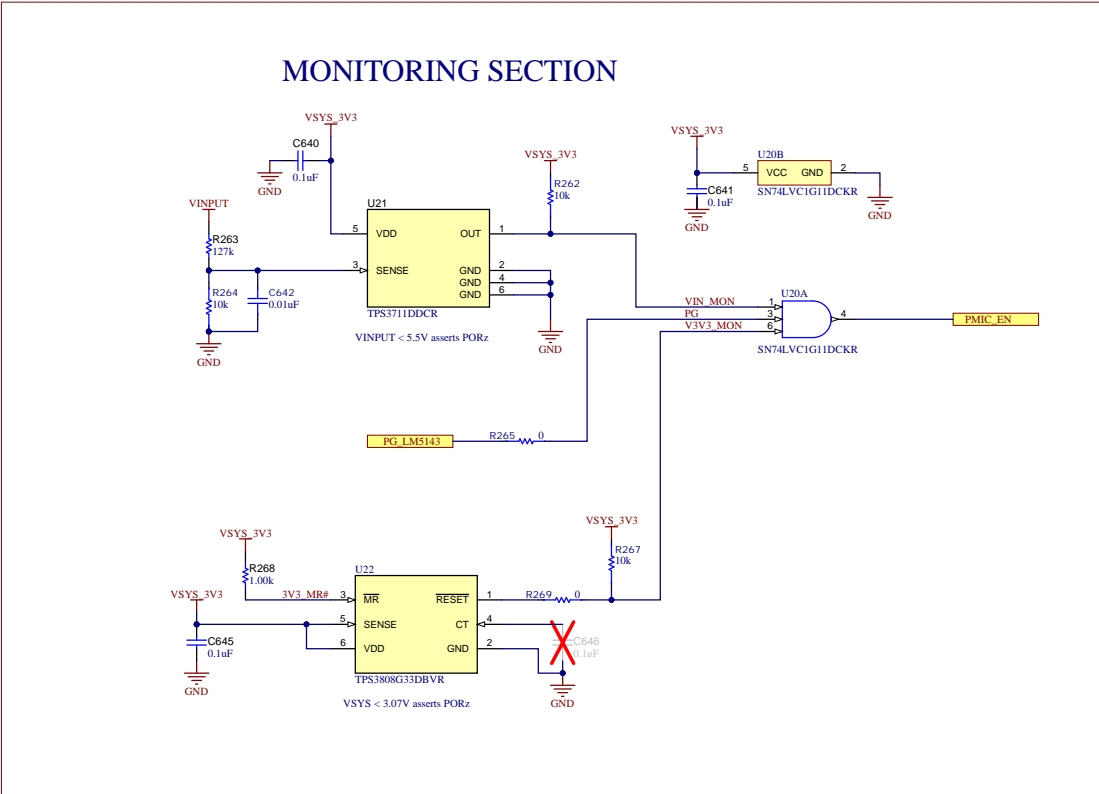 MONITORING SECTION
VSYS_3V3
C640
0.1uF
GND
VINPUT
R263
127k
R264
10k
C642
0.01uF
GND
U21
5 VDD
OUT 1
3 SENSE
GND 2
GND 4
GND 6
TPS3711DDCR
VINPUT < 5.5V asserts PORz
VSYS_3V3
R262
10k
GND
VSYS_3V3
C641
0.1uF
GND
U20B
5 VCC GND 2
SN74LVC1G11DCKR
GND
U20A
VIN_MON 1
PG 3
V3V3_MON 6
4
PMIC_EN
SN74LVC1G11DCKR
PG_LM5143
R265 0
VSYS_3V3
R268
1.00k
VSYS_3V3
C645
0.1uF
GND
U22
3V3_MR# 3 MR
RESET 1
5 SENSE
CT 4
6 VDD
GND 2
TPS3808G33DBVR
VSYS < 3.07V asserts PORz
R269 0
VSYS_3V3
R267
10k
C646
0.1uF
GND